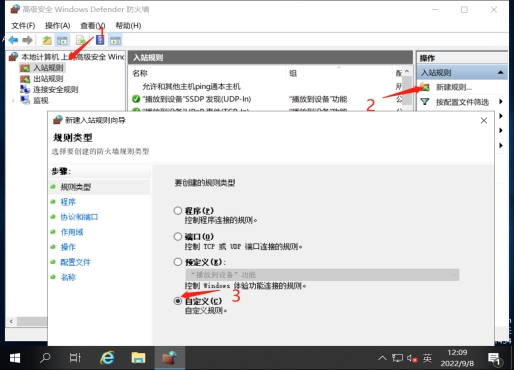 高级安全 Windows Defender 防火墙
文件(F) 操作(A) 查看(V) 帮助(H)
1
本地计算机 上的高级安全 Wind
入站规则
出站规则
连接安全规则
监视
入站规则
名称 组 配
允许和其他主机ping通本主机 所
“播放到设备”SSDP 发现(UDP-In) “播放到设备”功能 公
操作
入站规则
新建规则...
2
按配置文件筛选
新建入站规则向导
规则类型
选择要创建的防火墙规则类型
步骤:
规则类型
程序
协议和端口
作用域
操作
配置文件
名称
要创建的规则类型
程序(P)
控制程序连接的规则。
端口(O)
控制 TCP 或 UDP 端口连接的规则。
预定义(E):
“播放到设备”功能
控制 Windows 体验功能连接的规则。
3
自定义(C)
自定义规则。
英
12:09
2022/9/8
1